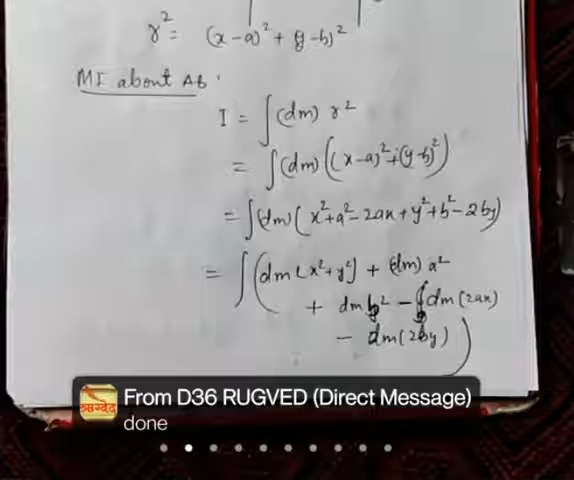 r² = (x-a)² + (y-b)²
MI about AB.
I = ∫(dm) r²
= ∫(dm)((x-a)²+(y-b)²)
= ∫(dm)(x²+a²-2ax+y²+b²-2by)
= ∫(dm(x²+y²) + (dm)a²
+ dm b² - dm(2ax)
- dm(2by))
ऋग्वेद
From D36 RUGVED (Direct Message)
done